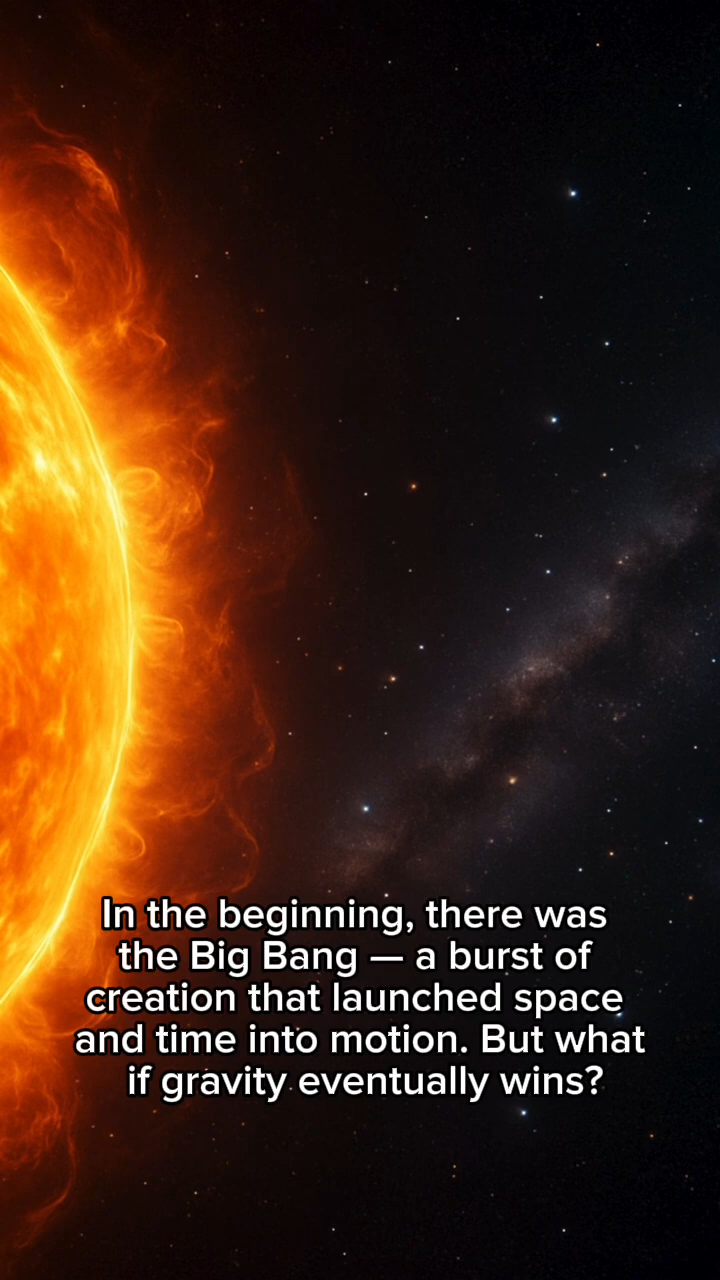 In the beginning, there was
the Big Bang — a burst of
creation that launched space
and time into motion. But what
if gravity eventually wins?